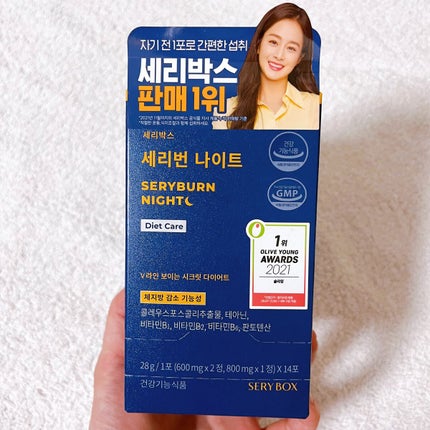 자기 전 1포로 간편한 섭취
세리박스
판매 1위
세리박스
세리번 나이트
SERYBURN
NIGHT
Diet Care
건강
기능식품
GMP
1위
OLIVE YOUNG
AWARDS
2021
슬리밍
V라인 보이는 시크릿 다이어트
체지방 감소 기능성
콜레우스포스콜리추출물, 테아닌,
비타민B1, 비타민B2, 비타민B6, 판토텐산
28 g / 1포 (600 mg x 2정, 800 mg x 1정) X 14포
건강기능식품
SERYBOX